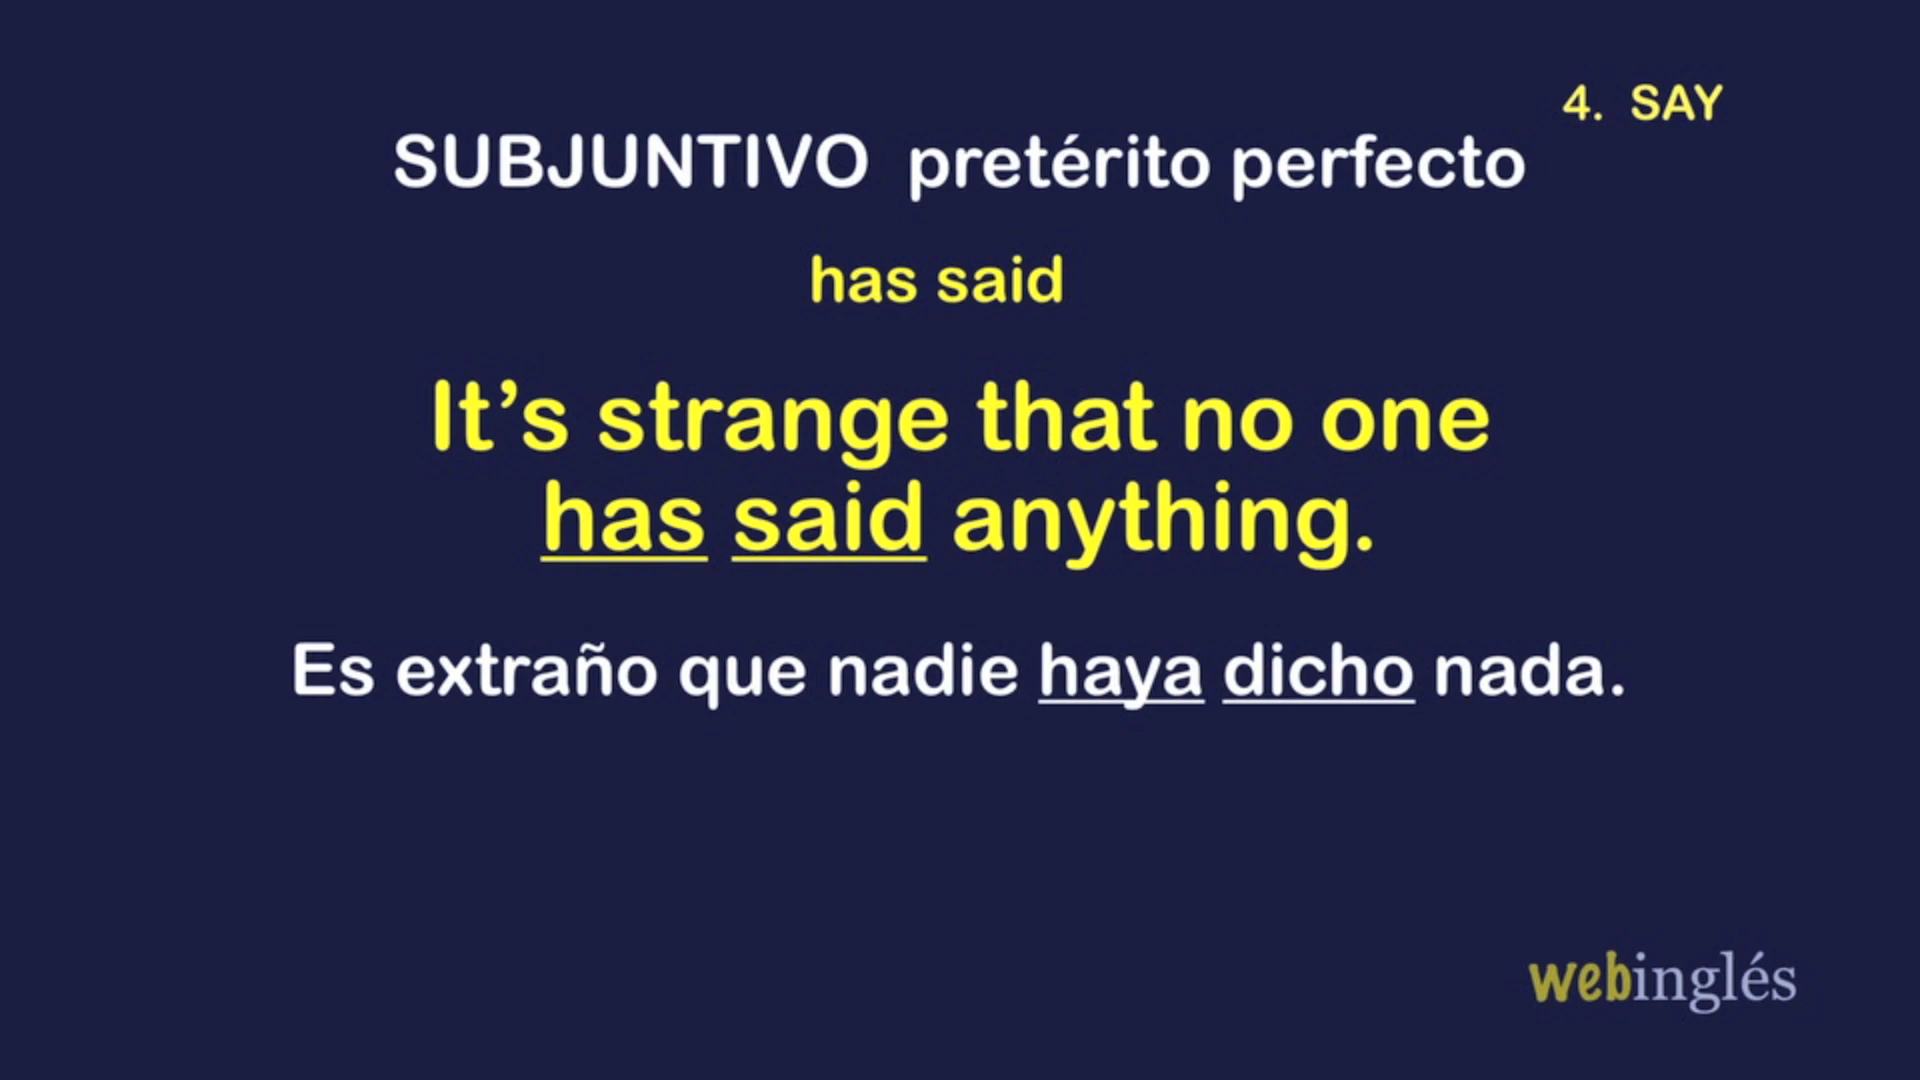 4. SAY
SUBJUNTIVO pretérito perfecto
has said
It's strange that no one
has said anything.
Es extraño que nadie haya dicho nada.
webinglés